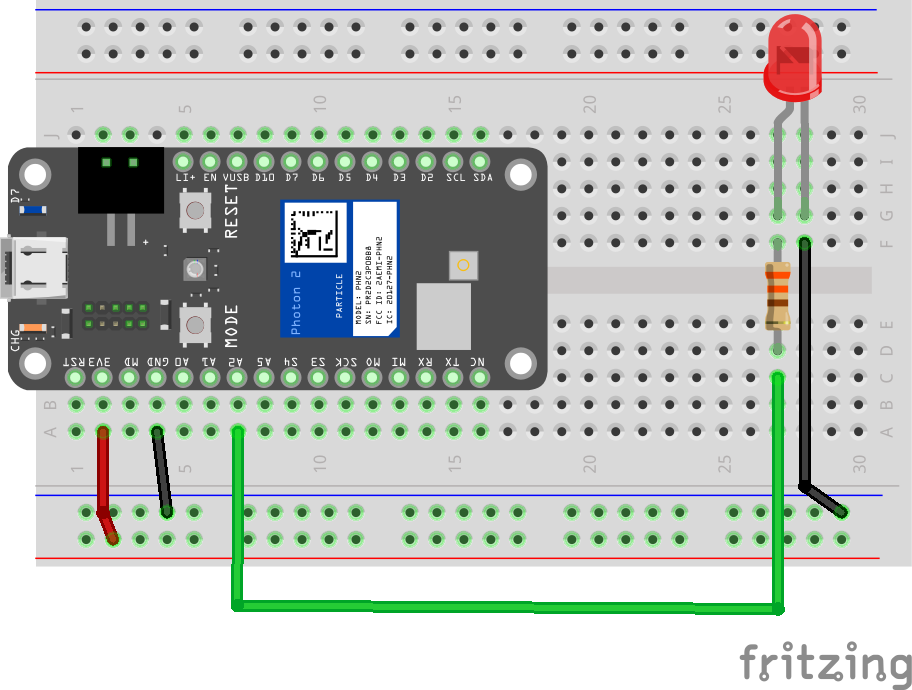 1 5 10 15 20 25 30
J J
I
H
G
F
LI+ EN VUSB D10 D7 D6 D5 D4 D3 D2 SCL SDA
D7
RESET
+
Photon 2
PARTICLE
MODEL: PHN2
FCC ID: 2AEMI-PHN2
IC: 20127-PHN2
MODE
CHG
RST 3V3 MD GND A0 A1 A2 A5 S4 S3 SCK MO MI RX TX NC
E
D
C
B B
A A
1 5 10 15 20 25 30
fritzing